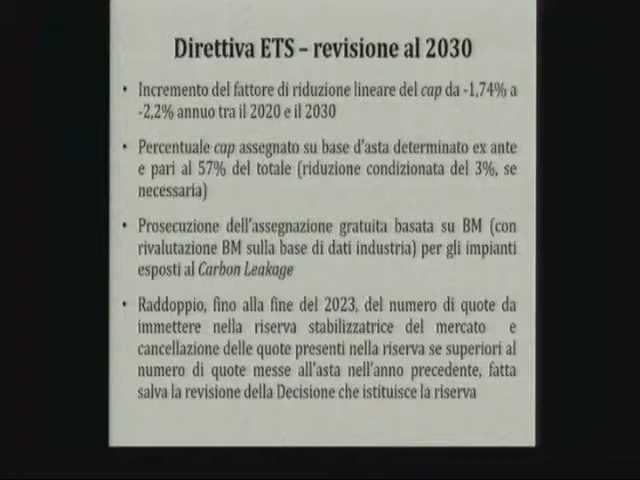 Direttiva ETS – revisione al 2030
• Incremento del fattore di riduzione lineare del cap da -1,74% a
-2,2% annuo tra il 2020 e il 2030
• Percentuale cap assegnato su base d'asta determinato ex ante
e pari al 57% del totale (riduzione condizionata del 3%, se
necessaria)
• Prosecuzione dell'assegnazione gratuita basata su BM (con
rivalutazione BM sulla base di dati industria) per gli impianti
esposti al Carbon Leakage
• Raddoppio, fino alla fine del 2023, del numero di quote da
immettere nella riserva stabilizzatrice del mercato e
cancellazione delle quote presenti nella riserva se superiori al
numero di quote messe all'asta nell'anno precedente, fatta
salva la revisione della Decisione che istituisce la riserva